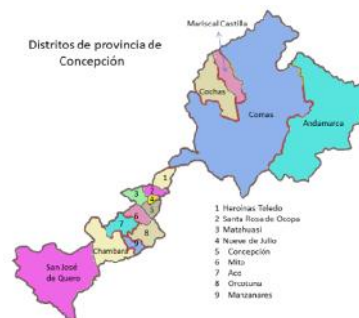 Mariscal Castilla
Distritos de provincia de
Concepción
Cochas
Comas
Andamarca
1
3
2
4
5
6
7
8
9
Chambara
San José
de Quero
1 Heroinas Toledo
2 Santa Rosa de Ocopa
3 Matahuasi
4 Nueve de Julio
5 Concepción
6 Mito
7 Aco
8 Orcotuna
9 Manzanares